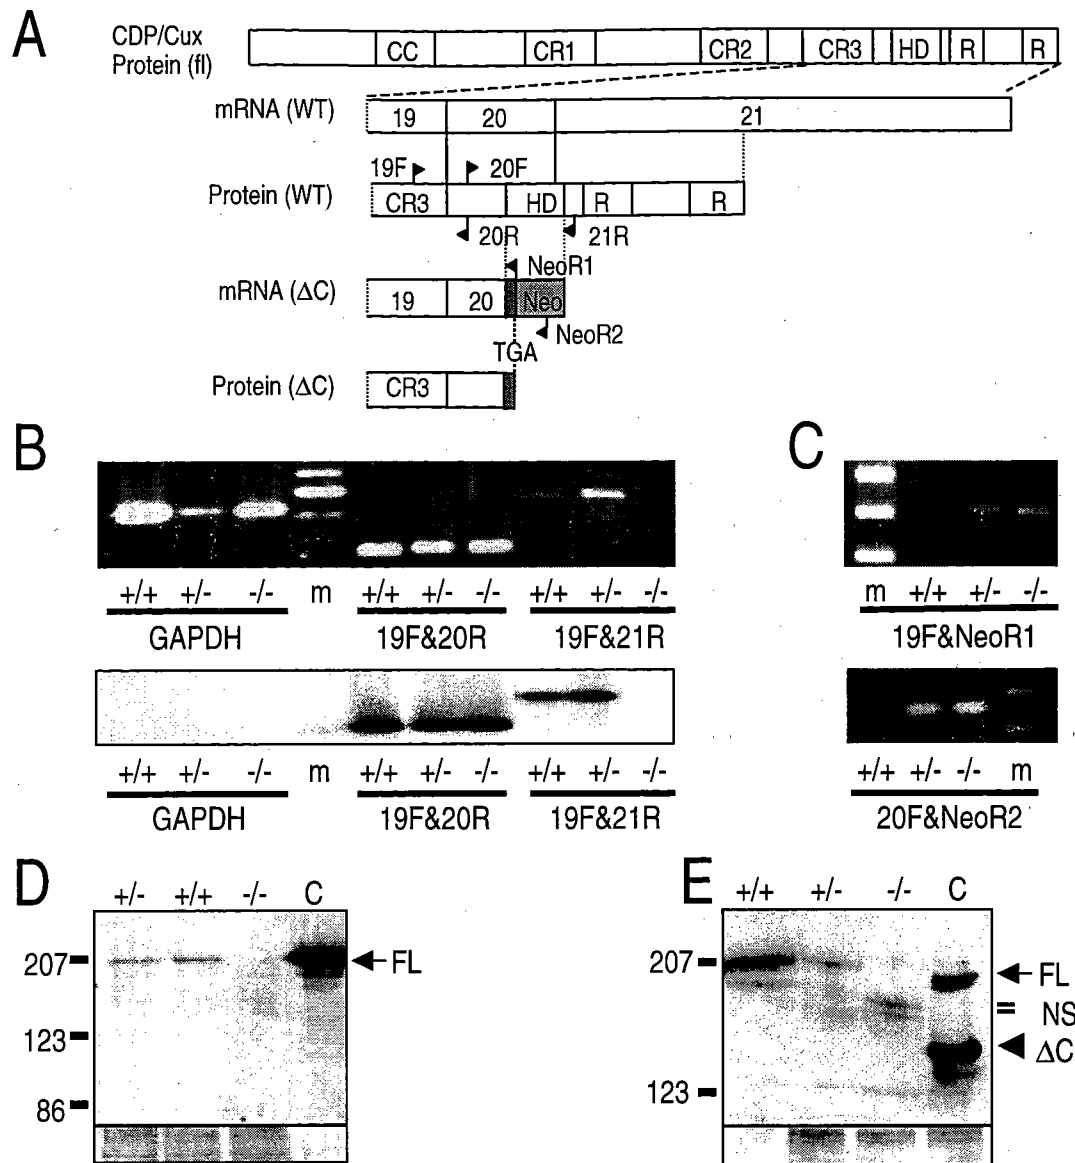 A
CDP/Cux
Protein (fl)
CC CR1 CR2 CR3 HD R R
mRNA (WT)
19 20 21
19F 20F
Protein (WT)
CR3 HD R R
20R 21R
NeoR1
mRNA (ΔC)
19 20 Neo
NeoR2
TGA
Protein (ΔC)
CR3
B
+/+ +/- -/- m +/+ +/- -/- +/+ +/- -/-
GAPDH 19F&20R 19F&21R
+/+ +/- -/- m +/+ +/- -/- +/+ +/- -/-
GAPDH 19F&20R 19F&21R
C
m +/+ +/- -/-
19F&NeoR1
+/+ +/- -/- m
20F&NeoR2
D
+/- +/+ -/- C
207
FL
123
86
E
+/+ +/- -/- C
207
FL
NS
ΔC
123